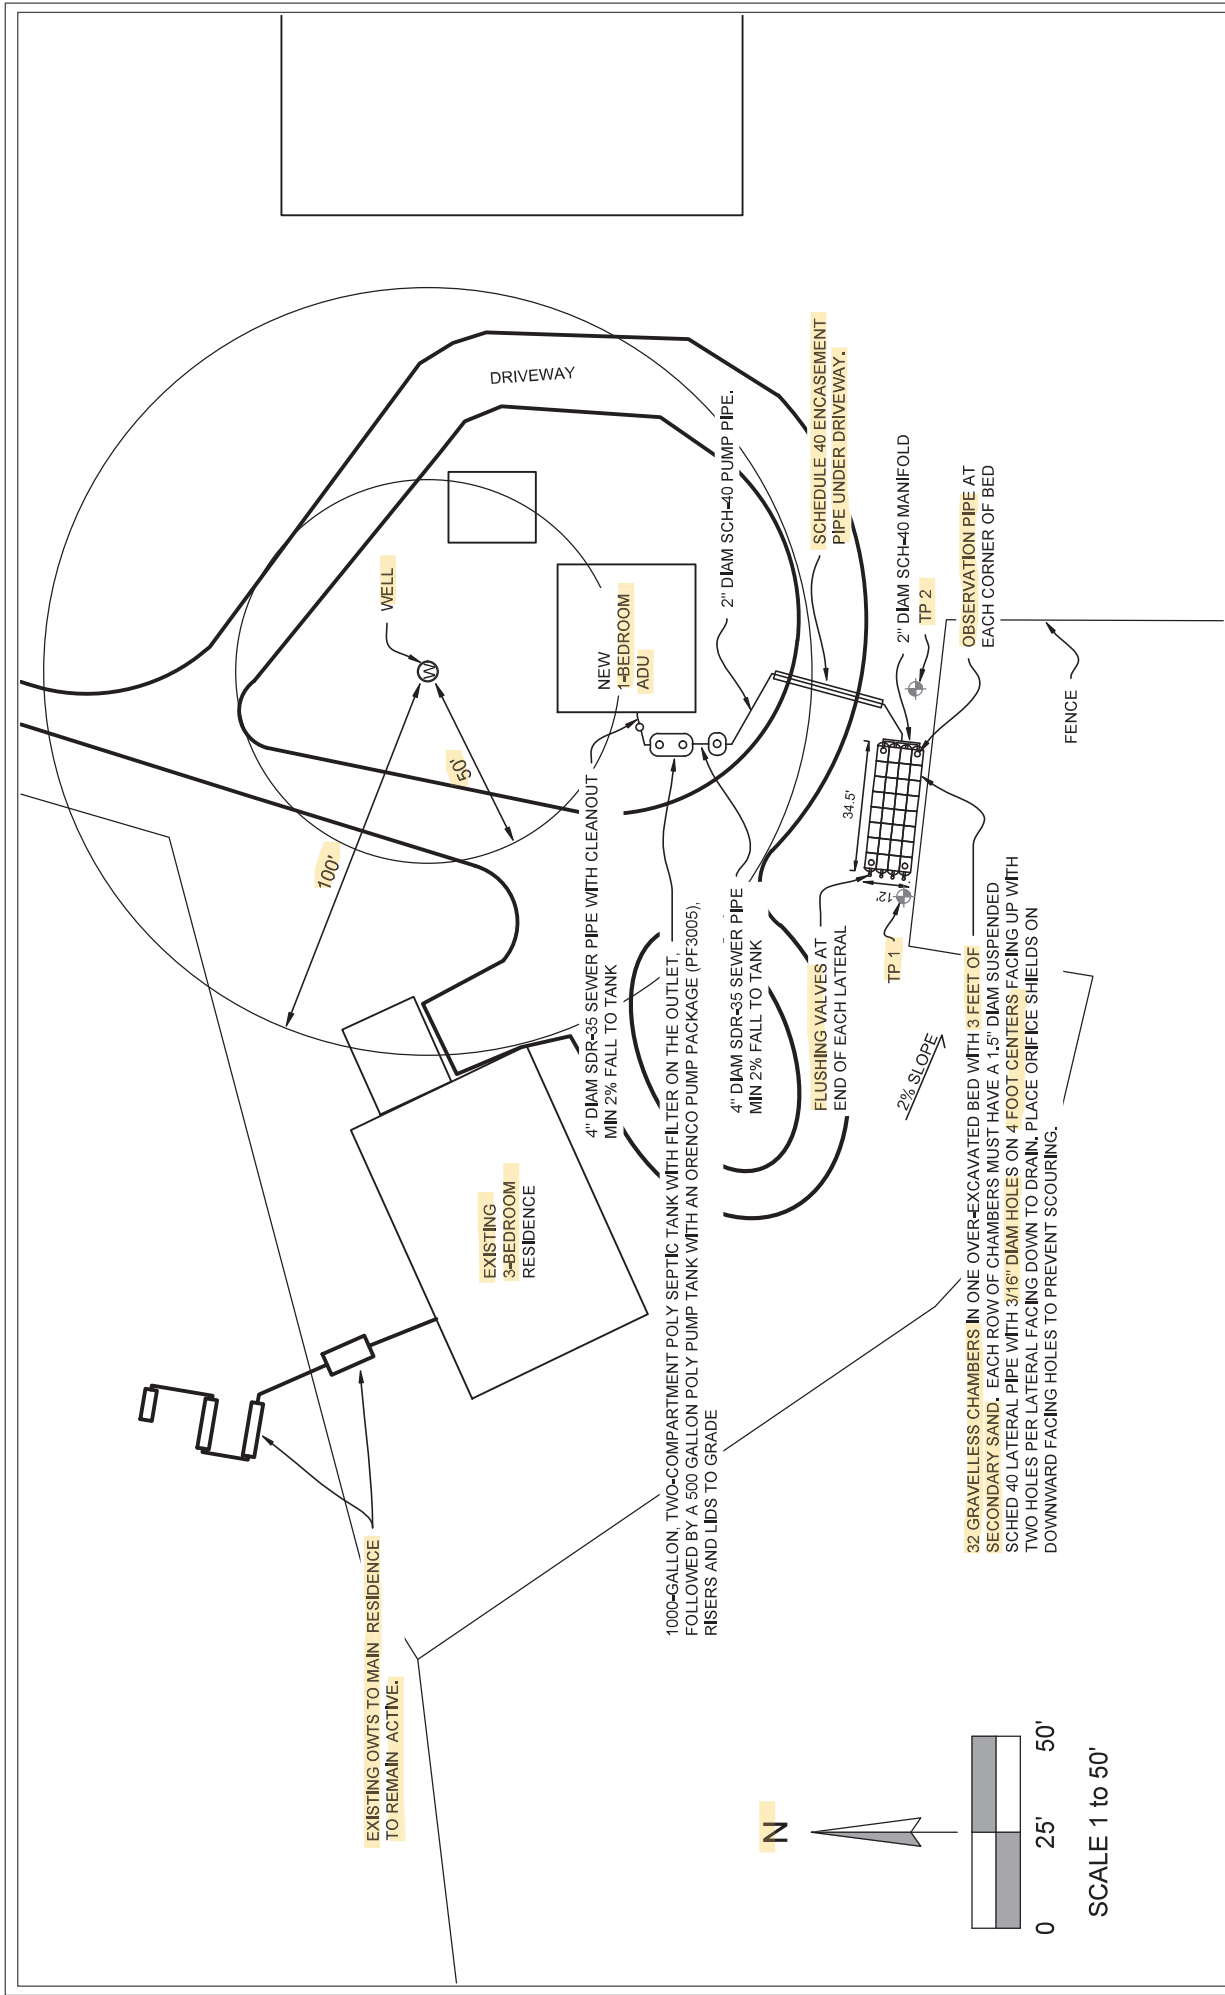 EXISTING OWTS TO MAIN RESIDENCE
TO REMAIN ACTIVE.
EXISTING
3-BEDROOM
RESIDENCE
100'
50'
WELL
W
DRIVEWAY
NEW
1-BEDROOM
ADU
4" DIAM SDR-35 SEWER PIPE WITH CLEANOUT
MIN 2% FALL TO TANK
1000-GALLON, TWO-COMPARTMENT POLY SEPTIC TANK WITH FILTER ON THE OUTLET,
FOLLOWED BY A 500 GALLON POLY PUMP TANK WITH AN ORENCO PUMP PACKAGE (PF3005),
RISERS AND LIDS TO GRADE
4" DIAM SDR-35 SEWER PIPE
MIN 2% FALL TO TANK
2" DIAM SCH-40 PUMP PIPE.
SCHEDULE 40 ENCASEMENT
PIPE UNDER DRIVEWAY.
FLUSHING VALVES AT
END OF EACH LATERAL
34.5'
12'
TP 1
2" DIAM SCH-40 MANIFOLD
TP 2
OBSERVATION PIPE AT
EACH CORNER OF BED
FENCE
2% SLOPE
32 GRAVELLESS CHAMBERS IN ONE OVER-EXCAVATED BED WITH 3 FEET OF
SECONDARY SAND. EACH ROW OF CHAMBERS MUST HAVE A 1.5" DIAM SUSPENDED
SCHED 40 LATERAL PIPE WITH 3/16" DIAM HOLES ON 4 FOOT CENTERS FACING UP WITH
TWO HOLES PER LATERAL FACING DOWN TO DRAIN. PLACE ORIFICE SHIELDS ON
DOWNWARD FACING HOLES TO PREVENT SCOURING.
N
0 25' 50'
SCALE 1 to 50'